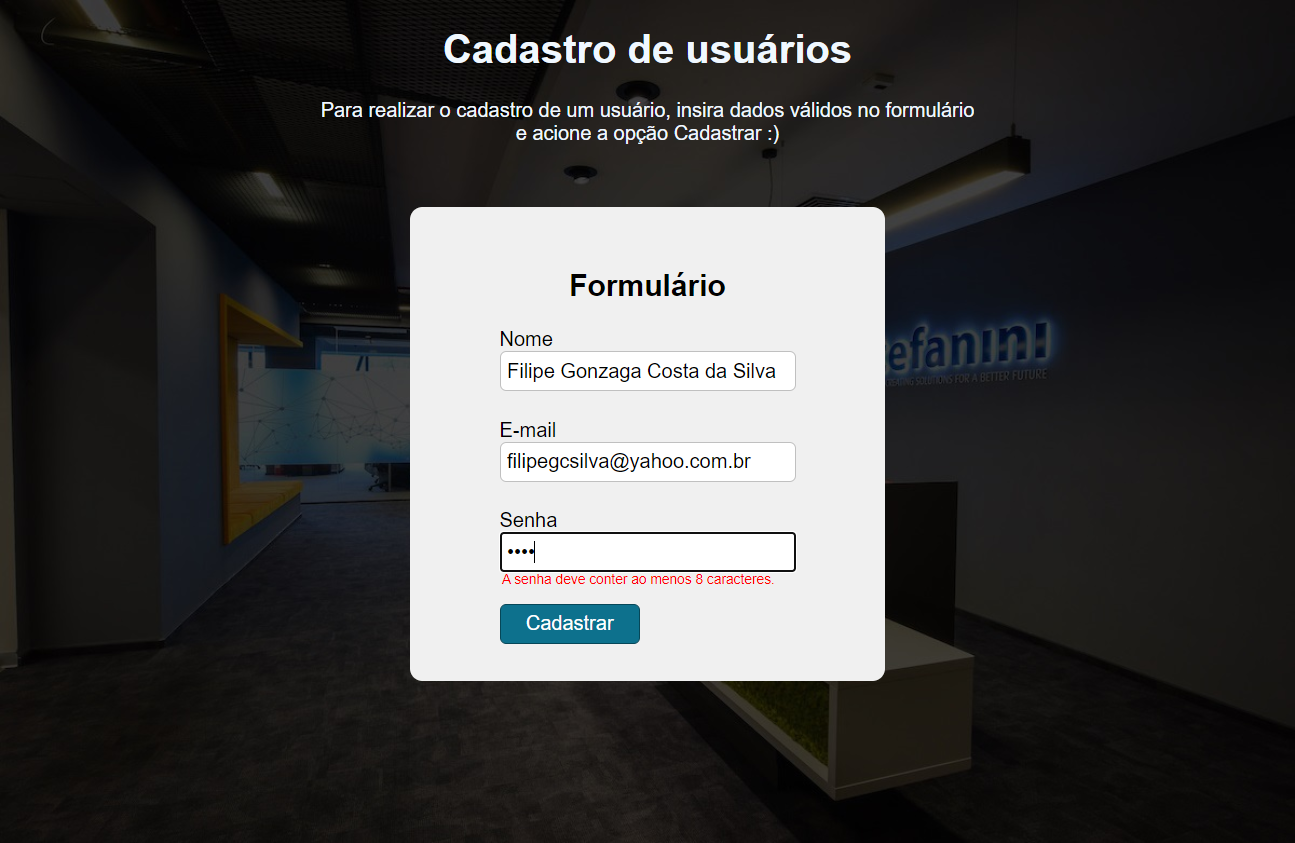 Cadastro de usuários
Para realizar o cadastro de um usuário, insira dados válidos no formulário
e acione a opção Cadastrar :)
Formulário
Nome
Filipe Gonzaga Costa da Silva
E-mail
filipegcsilva@yahoo.com.br
Senha
••••
A senha deve conter ao menos 8 caracteres.
Cadastrar
efanini
EATING SOLUTIONS FOR A BETTER FUTURE